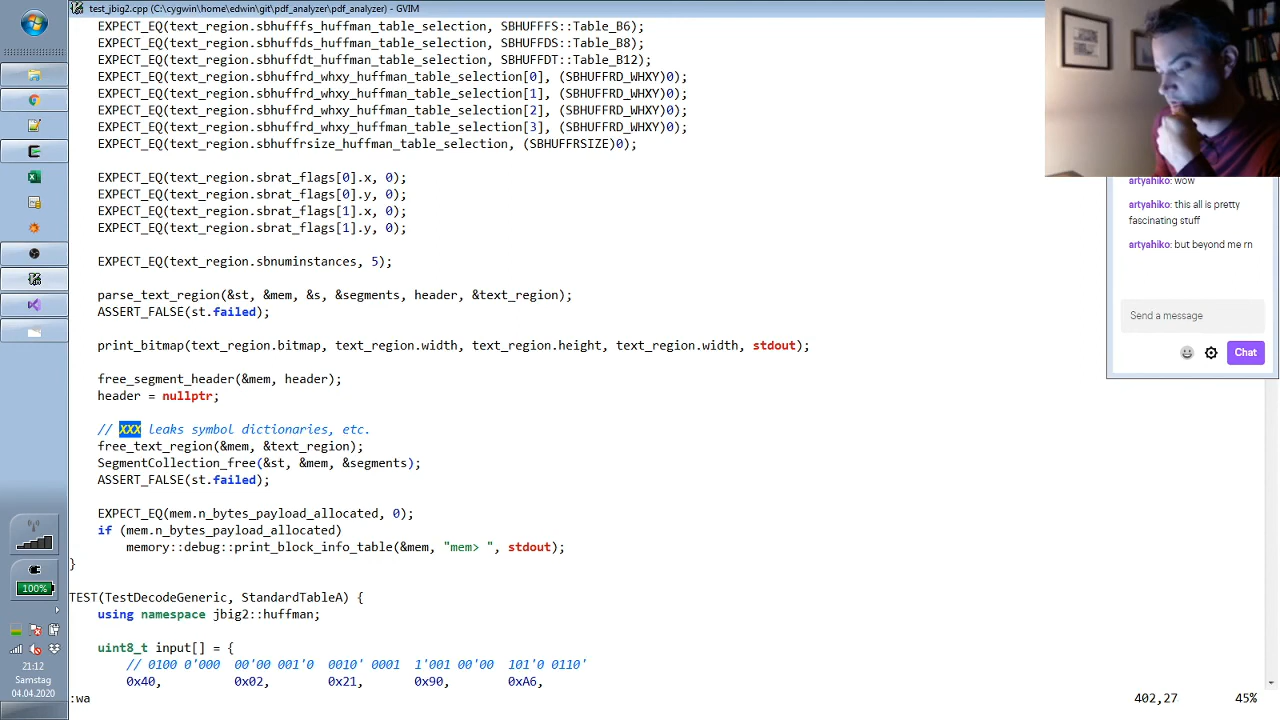 test_jbig2.cpp (C:\cygwin\home\edwin\git\pdf_analyzer\pdf_analyzer) - GVIM
EXPECT_EQ(text_region.sbhufffs_huffman_table_selection, SBHUFFFS::Table_B6);
EXPECT_EQ(text_region.sbhuffds_huffman_table_selection, SBHUFFDS::Table_B8);
EXPECT_EQ(text_region.sbhuffdt_huffman_table_selection, SBHUFFDT::Table_B12);
EXPECT_EQ(text_region.sbhuffrd_whxy_huffman_table_selection[0], (SBHUFFRD_WHXY)0);
EXPECT_EQ(text_region.sbhuffrd_whxy_huffman_table_selection[1], (SBHUFFRD_WHXY)0);
EXPECT_EQ(text_region.sbhuffrd_whxy_huffman_table_selection[2], (SBHUFFRD_WHXY)0);
EXPECT_EQ(text_region.sbhuffrd_whxy_huffman_table_selection[3], (SBHUFFRD_WHXY)0);
EXPECT_EQ(text_region.sbhuffrsize_huffman_table_selection, (SBHUFFRSIZE)0);
EXPECT_EQ(text_region.sbrat_flags[0].x, 0);
EXPECT_EQ(text_region.sbrat_flags[0].y, 0);
EXPECT_EQ(text_region.sbrat_flags[1].x, 0);
EXPECT_EQ(text_region.sbrat_flags[1].y, 0);
EXPECT_EQ(text_region.sbnuminstances, 5);
parse_text_region(&st, &mem, &s, &segments, header, &text_region);
ASSERT_FALSE(st.failed);
print_bitmap(text_region.bitmap, text_region.width, text_region.height, text_region.width, stdout);
free_segment_header(&mem, header);
header = nullptr;
// XXX leaks symbol dictionaries, etc.
free_text_region(&mem, &text_region);
SegmentCollection_free(&st, &mem, &segments);
ASSERT_FALSE(st.failed);
EXPECT_EQ(mem.n_bytes_payload_allocated, 0);
if (mem.n_bytes_payload_allocated)
memory::debug::print_block_info_table(&mem, "mem> ", stdout);
}
TEST(TestDecodeGeneric, StandardTableA) {
using namespace jbig2::huffman;
uint8_t input[] = {
// 0100 0'000 00'00 001'0 0010' 0001 1'001 00'00 101'0 0110'
0x40, 0x02, 0x21, 0x90, 0xA6,
:wa 402,27 45%
artyahiko: wow
artyahiko: this all is pretty
fascinating stuff
artyahiko: but beyond me rn
Send a message
Chat
100%
21:12
Samstag
04.04.2020